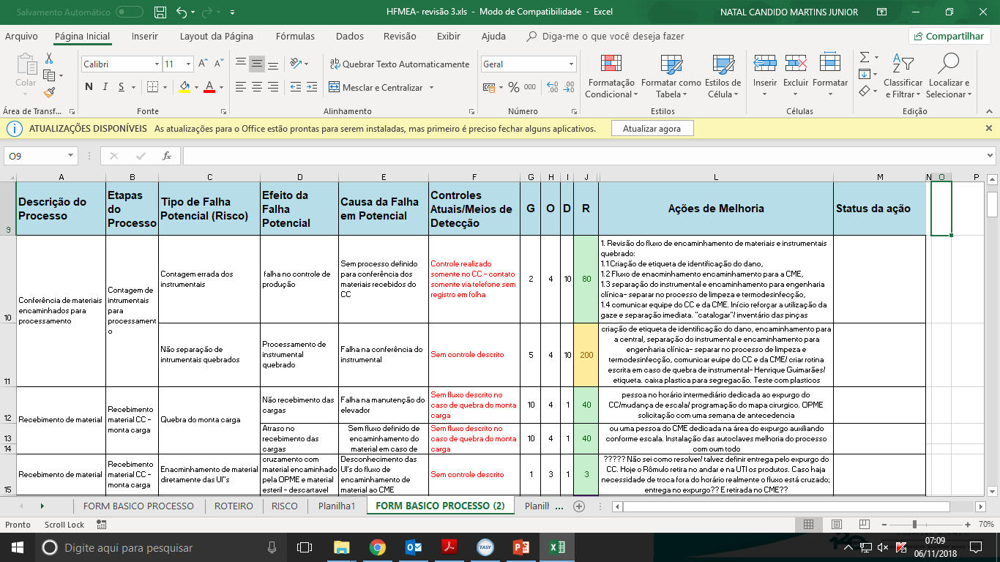 Salvamento Automático
HFMEA- revisão 3.xls - Modo de Compatibilidade - Excel
NATAL CANDIDO MARTINS JUNIOR
Arquivo Página Inicial Inserir Layout da Página Fórmulas Dados Revisão Exibir Ajuda Diga-me o que você deseja fazer Compartilhar
Colar
Calibri 11
N I S
Quebrar Texto Automaticamente
Mesclar e Centralizar
Geral
% 000
Formatação Condicional
Formatar como Tabela
Estilos de Célula
Inserir Excluir Formatar
Classificar e Filtrar
Localizar e Selecionar
Área de Transf... Fonte Alinhamento Número Estilos Células Edição
ATUALIZAÇÕES DISPONÍVEIS As atualizações para o Office estão prontas para serem instaladas, mas primeiro é preciso fechar alguns aplicativos. Atualizar agora
O9
fx
A B C D E F G H I J L M N O P
9
Descrição do
Processo
Etapas
do
Processo
Tipo de Falha
Potencial (Risco)
Efeito da
Falha
Potencial
Causa da Falha
em Potencial
Controles
Atuais/Meios de
Detecção
G O D R
Ações de Melhoria
Status da ação
10
Conferência de materiais
encaminhados para
processamento
Contagem de
intrumentais
para
processament
o
Contagem errada dos
instrumentais
falha no controle de
produção
Sem processo definido
para conferência dos
materiais recebidos do
CC
Controle realizado
somente no CC - contato
somente via telefone sem
registro em folha
2 4 10 80
1. Revisão do fluxo de encaminhamento de materiais e instrumentais
quebrado:
1.1 Criação de etiqueta de identificação do dano,
1.2 Fluxo de enacminhamento encaminhamento para a CME,
1.3 separação do instrumental e encaminhamento para engenharia
clínica- separar no processo de limpeza e termodesinfecção,
1.4 comunicar equipe do CC e da CME. Início reforçar a utilização da
gaze e separação imediata. "catalogar"/ inventário das pinças
11
Não separação de
intrumentais quebrados
Processamento de
instrumental
quebrado
Falha na conferência do
instrumental
Sem controle descrito
5 4 10 200
criação de etiqueta de identificação do dano, encaminhamento para
a central, separação do instrumental e encaminhamento para
engenharia clínica- separar no processo de limpeza e
termodesinfecção, comunicar euipe do CC e da CME/ criar rotina
escrita em caso de quebra de instrumental- Henrique Guimarães/
etiqueta. caixa plastica para segregação. Teste com plasticos
12
Recebimento de material
Recebimento
material CC -
monta carga
Quebra do monta carga
Não recebimento das
cargas
Falha na manutenção do
elevador
Sem fluxo descrito no
caso de quebra do monta
carga
10 4 1 40
pessoa no horário intermediário dedicada ao expurgo do
CC/mudança de escala/ programação do mapa cirurgico. OPME
solicitação com uma semana de antecedencia
13
14
Atraso no
recebimento das
cargas
Sem fluxo definido de
encaminhamento do
material em caso de
Sem fluxo descrito no
caso de quebra do monta
carga
10 4 1 40
ou uma pessoa do CME dedicada na área do expurgo auxiliando
conforme escala. Instalação das autoclaves melhoria do processo
com oum todo
15
Recebimento de material
Recebimento
material CC -
monta carga
Enacminhamento de material
diretamente das UI"s
cruzamento com
material encaminhado
pela OPME e material
esteril - descartavel
Desconhecimento das
UI's do fluxo de
encaminhamento de
material ao CME
Sem controle descrito
1 3 1 3
????? Não sei como resolver/ talvez definir entrega pelo expurgo do
CC. Hoje o Rômulo retira no andar e na UTI os produtos. Caso haja
necessidade de troca fora do horário realmente o fluxo está cruzado;
entrega no expurgo?? E retirada no CME??
FORM BASICO PROCESSO ROTEIRO RISCO Planilha1 FORM BASICO PROCESSO (2) Planilh ...
Pronto Scroll Lock 70%
Digite aqui para pesquisar
TASY
07:09
06/11/2018